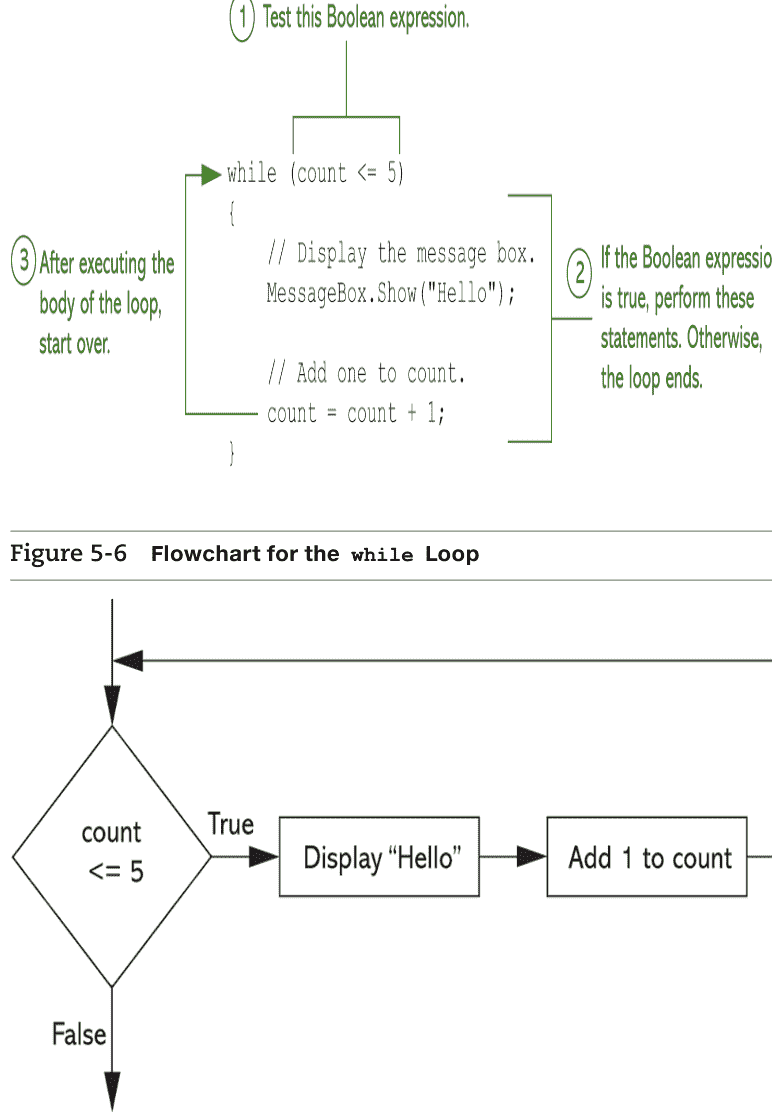 1 Test this Boolean expression.
while (count <= 5)
{
// Display the message box.
MessageBox.Show("Hello");
// Add one to count.
count = count + 1;
}
3 After executing the
body of the loop,
start over.
2 If the Boolean expressio
is true, perform these
statements. Otherwise,
the loop ends.
Figure 5-6 Flowchart for the while Loop
count
<= 5
True
Display “Hello”
Add 1 to count
False